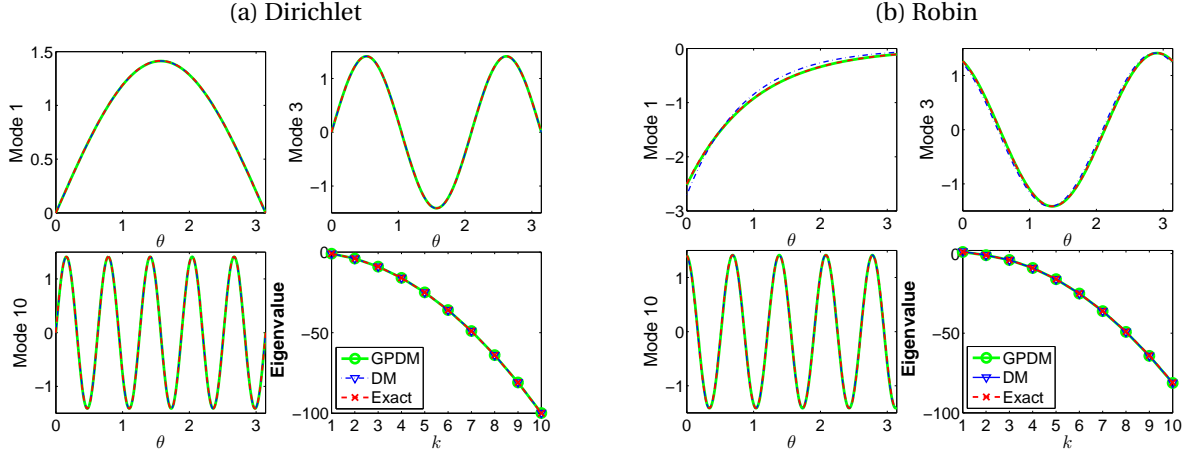 (a) Dirichlet
(b) Robin
Mode 1
1.5
1
0.5
0
0 1 2 3
θ
Mode 3
1
0
−1
0 1 2 3
θ
Mode 1
0
−1
−2
−3
0 1 2 3
θ
Mode 3
1
0
−1
0 1 2 3
θ
Mode 10
1
0
−1
0 1 2 3
θ
Eigenvalue
0
−50
−100
GPDM
DM
Exact
1 2 3 4 5 6 7 8 9 10
k
Mode 10
1
0
−1
0 1 2 3
θ
Eigenvalue
0
−50
−100
GPDM
DM
Exact
1 2 3 4 5 6 7 8 9 10
k